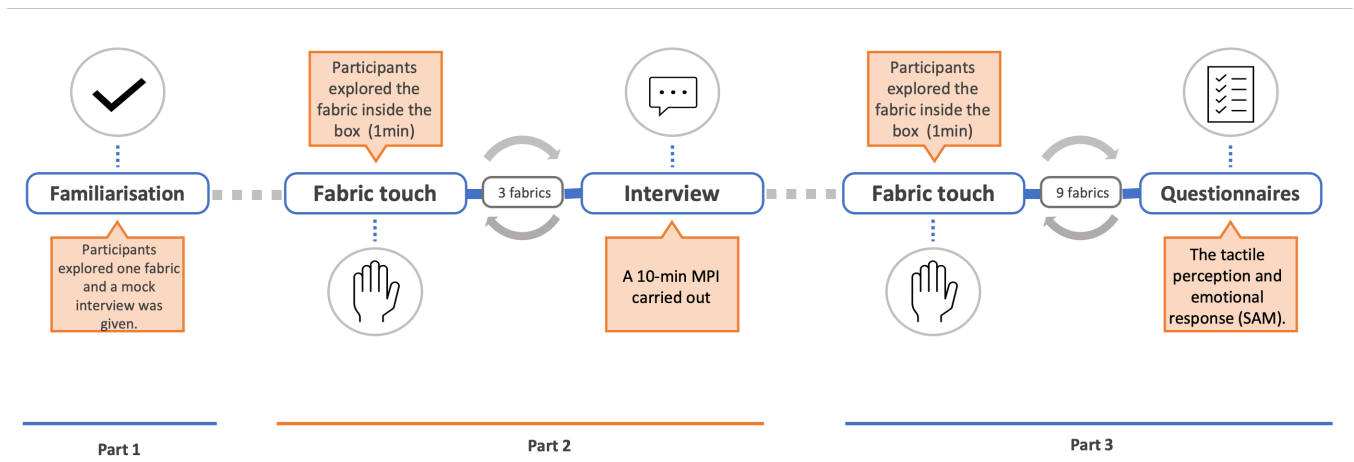 Familiarisation
Participants
explored one fabric
and a mock
interview was
given.
Participants
explored the
fabric inside the
box (1min)
Fabric touch
3 fabrics
Interview
A 10-min MPI
carried out
Participants
explored the
fabric inside the
box (1min)
Fabric touch
9 fabrics
Questionnaires
The tactile
perception and
emotional
response (SAM).
Part 1
Part 2
Part 3